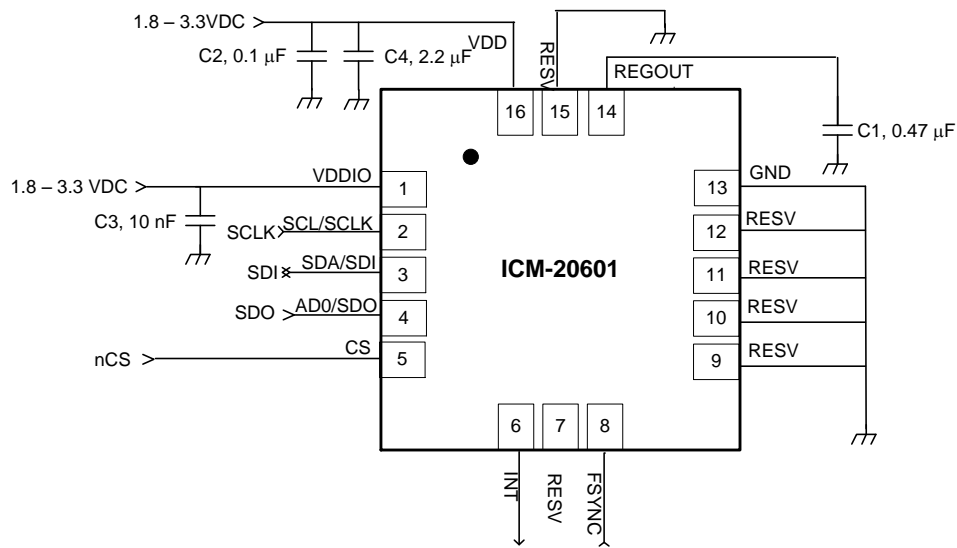 1.8 – 3.3VDC
C2, 0.1 µF
C4, 2.2 µF
VDD
RESV
REGOUT
16
15
14
C1, 0.47 µF
1.8 – 3.3 VDC
VDDIO
1
C3, 10 nF
SCLK
SCL/SCLK
2
SDI
SDA/SDI
3
SDO
AD0/SDO
4
nCS
CS
5
ICM-20601
13
GND
12
RESV
11
RESV
10
RESV
9
RESV
6
7
8
INT
RESV
FSYNC